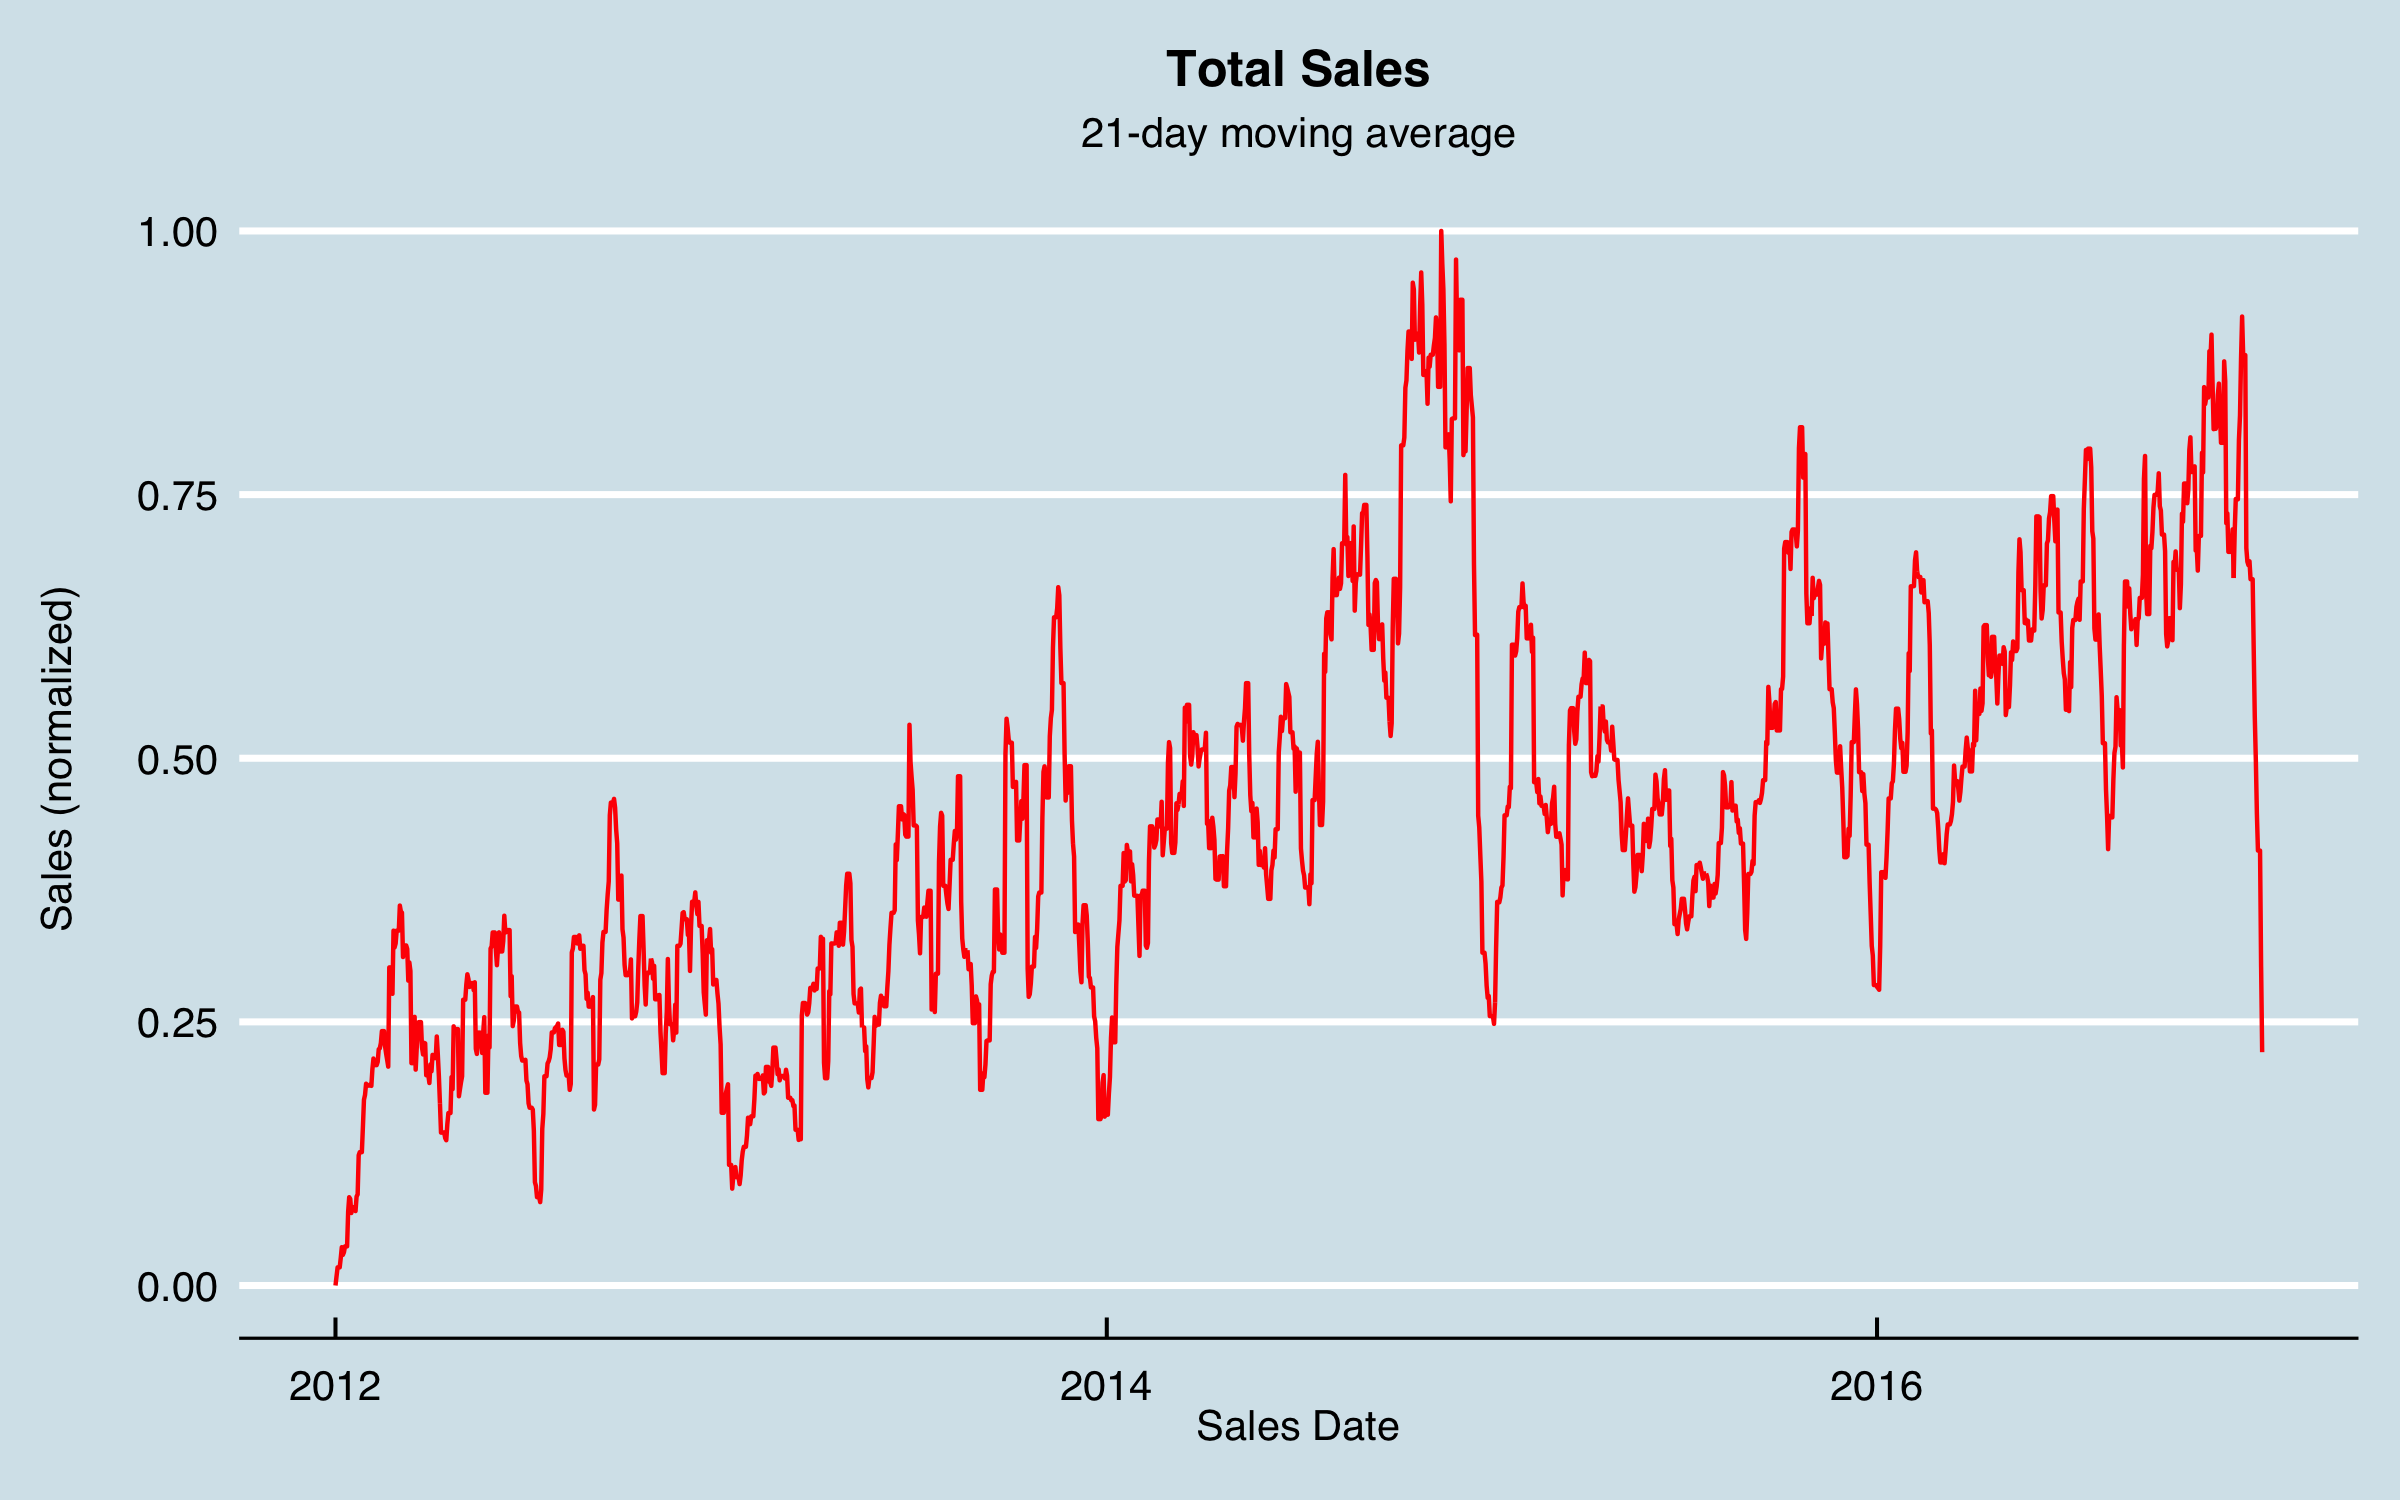 Total Sales
21-day moving average
Sales (normalized)
1.00
0.75
0.50
0.25
0.00
2012
2014
2016
Sales Date